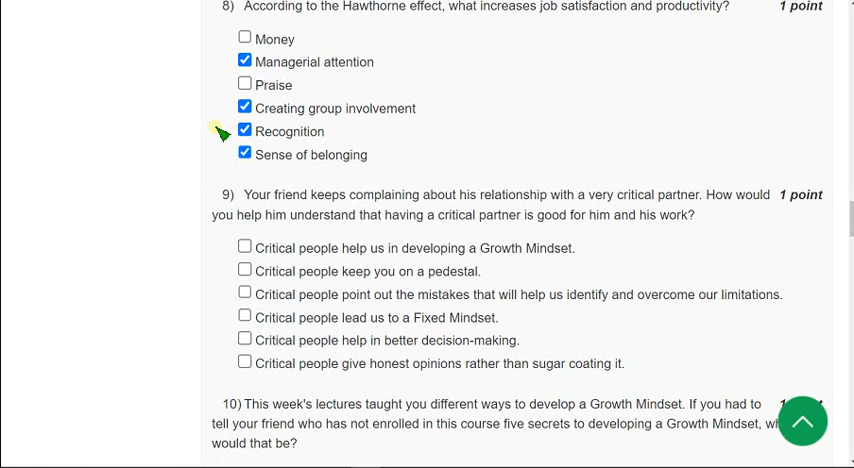 8) According to the Hawthorne effect, what increases job satisfaction and productivity? 1 point
Money
Managerial attention
Praise
Creating group involvement
Recognition
Sense of belonging
9) Your friend keeps complaining about his relationship with a very critical partner. How would 1 point
you help him understand that having a critical partner is good for him and his work?
Critical people help us in developing a Growth Mindset.
Critical people keep you on a pedestal.
Critical people point out the mistakes that will help us identify and overcome our limitations.
Critical people lead us to a Fixed Mindset.
Critical people help in better decision-making.
Critical people give honest opinions rather than sugar coating it.
10) This week's lectures taught you different ways to develop a Growth Mindset. If you had to
tell your friend who has not enrolled in this course five secrets to developing a Growth Mindset,
would that be?